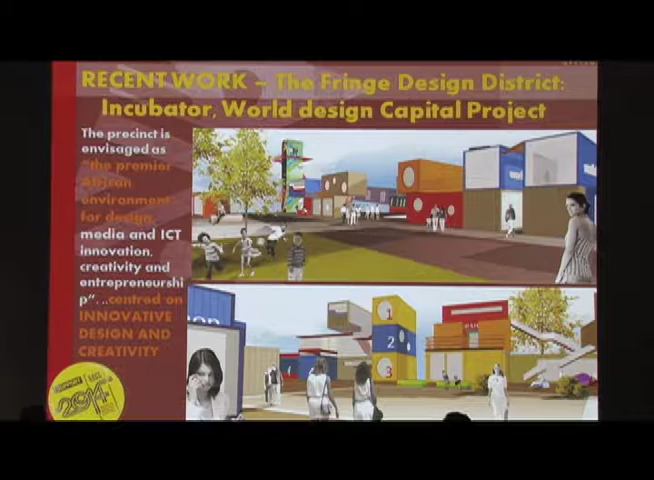 RECENT WORK – The Fringe Design District:
Incubator, World design Capital Project
The precinct is
envisaged as
"the premier
African
environment
for design,
media and ICT
innovation,
creativity and
entrepreneurshi
p"...centred on
INNOVATIVE
DESIGN AND
CREATIVITY
2014
1
2
3